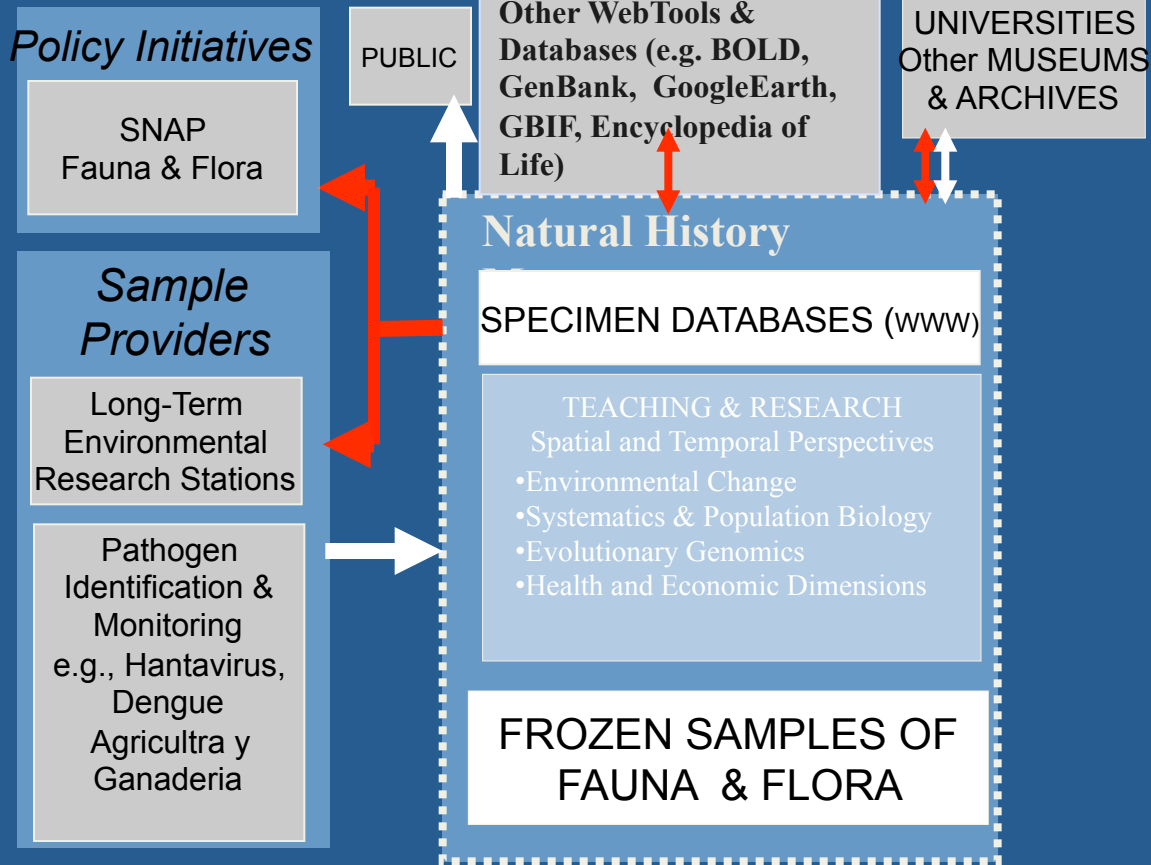 Policy Initiatives
SNAP
Fauna & Flora
Sample
Providers
Long-Term
Environmental
Research Stations
Pathogen
Identification &
Monitoring
e.g., Hantavirus,
Dengue
Agricultra y
Ganaderia
PUBLIC
Other WebTools &
Databases (e.g. BOLD,
GenBank, GoogleEarth,
GBIF, Encyclopedia of
Life)
UNIVERSITIES
Other MUSEUMS
& ARCHIVES
Natural History
SPECIMEN DATABASES (WWW)
TEACHING & RESEARCH
Spatial and Temporal Perspectives
•Environmental Change
•Systematics & Population Biology
•Evolutionary Genomics
•Health and Economic Dimensions
FROZEN SAMPLES OF
FAUNA & FLORA